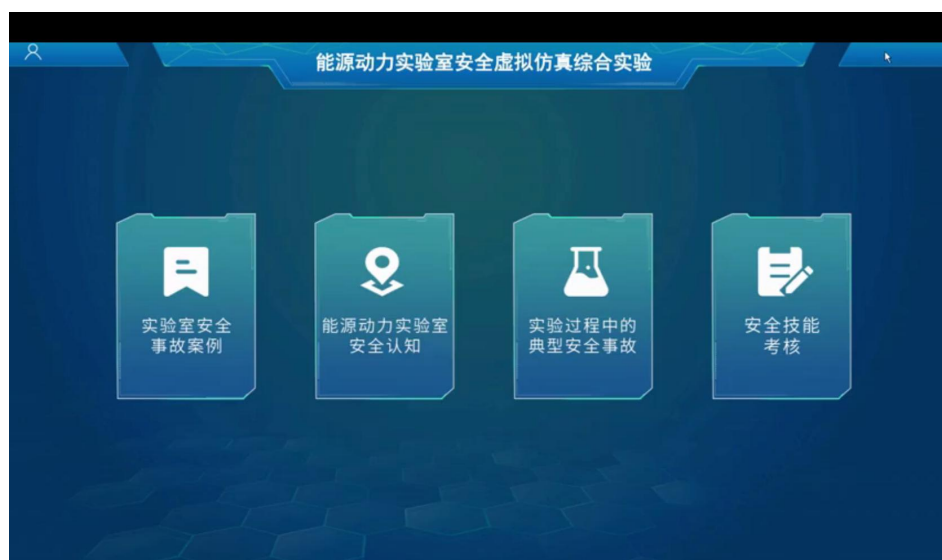 能源动力实验室安全虚拟仿真综合实验
实验室安全
事故案例
能源动力实验室
安全认知
实验过程中的
典型安全事故
安全技能
考核